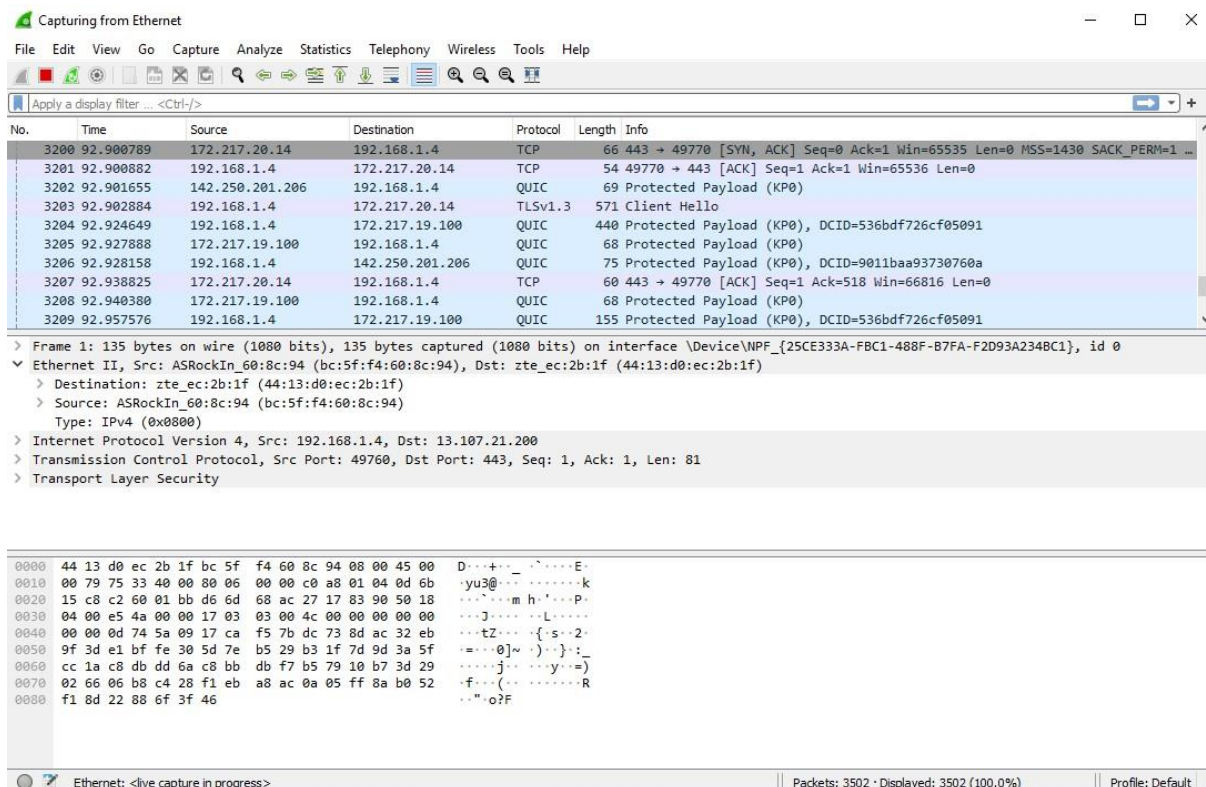 Capturing from Ethernet
File Edit View Go Capture Analyze Statistics Telephony Wireless Tools Help
Apply a display filter ... <Ctrl-/>
No. Time Source Destination Protocol Length Info
3200 92.900789 172.217.20.14 192.168.1.4 TCP 66 443 → 49770 [SYN, ACK] Seq=0 Ack=1 Win=65535 Len=0 MSS=1430 SACK_PERM=1 …
3201 92.900882 192.168.1.4 172.217.20.14 TCP 54 49770 → 443 [ACK] Seq=1 Ack=1 Win=65536 Len=0
3202 92.901655 142.250.201.206 192.168.1.4 QUIC 69 Protected Payload (KP0)
3203 92.902884 192.168.1.4 172.217.20.14 TLSv1.3 571 Client Hello
3204 92.924649 192.168.1.4 172.217.19.100 QUIC 440 Protected Payload (KP0), DCID=536bdf726cf05091
3205 92.927888 172.217.19.100 192.168.1.4 QUIC 68 Protected Payload (KP0)
3206 92.928158 192.168.1.4 142.250.201.206 QUIC 75 Protected Payload (KP0), DCID=9011baa93730760a
3207 92.938825 172.217.20.14 192.168.1.4 TCP 60 443 → 49770 [ACK] Seq=1 Ack=518 Win=66816 Len=0
3208 92.940380 172.217.19.100 192.168.1.4 QUIC 68 Protected Payload (KP0)
3209 92.957576 192.168.1.4 172.217.19.100 QUIC 155 Protected Payload (KP0), DCID=536bdf726cf05091
> Frame 1: 135 bytes on wire (1080 bits), 135 bytes captured (1080 bits) on interface \Device\NPF_{25CE333A-FBC1-488F-B7FA-F2D93A234BC1}, id 0
Ethernet II, Src: ASRockIn_60:8c:94 (bc:5f:f4:60:8c:94), Dst: zte_ec:2b:1f (44:13:d0:ec:2b:1f)
> Destination: zte_ec:2b:1f (44:13:d0:ec:2b:1f)
> Source: ASRockIn_60:8c:94 (bc:5f:f4:60:8c:94)
Type: IPv4 (0x0800)
> Internet Protocol Version 4, Src: 192.168.1.4, Dst: 13.107.21.200
> Transmission Control Protocol, Src Port: 49760, Dst Port: 443, Seq: 1, Ack: 1, Len: 81
> Transport Layer Security
0000 44 13 d0 ec 2b 1f bc 5f f4 60 8c 94 08 00 45 00 D···+··_ ·`····E·
0010 00 79 75 33 40 00 80 06 00 00 c0 a8 01 04 0d 6b ·yu3@··· ·······k
0020 15 c8 c2 60 01 bb d6 6d 68 ac 27 17 83 90 50 18 ···`···m h·'···P·
0030 04 00 e5 4a 00 00 17 03 03 00 4c 00 00 00 00 00 ···J···· ··L·····
0040 00 00 0d 74 5a 09 17 ca f5 7b dc 73 8d ac 32 eb ···tZ··· ·{·s··2·
0050 9f 3d e1 bf fe 30 5d 7e b5 29 b3 1f 7d 9d 3a 5f ·=···0]~ ·)··}·:_
0060 cc 1a c8 db dd 6a c8 bb db f7 b5 79 10 b7 3d 29 ·····j·· ···y··=)
0070 02 66 06 b8 c4 28 f1 eb a8 ac 0a 05 ff 8a b0 52 ·f···(·· ·······R
0080 f1 8d 22 88 6f 3f 46 ··"·o?F
Ethernet: <live capture in progress> Packets: 3502 · Displayed: 3502 (100.0%) Profile: Default